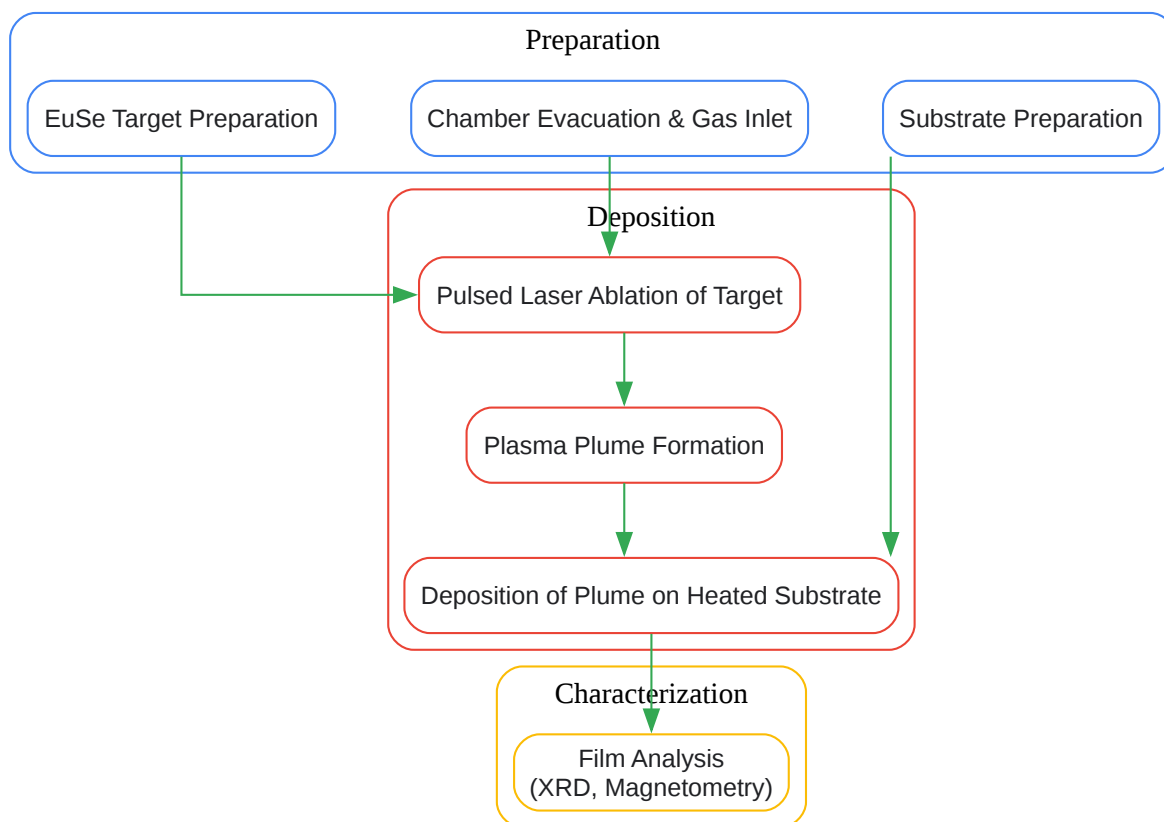 Preparation
EuSe Target Preparation
Chamber Evacuation & Gas Inlet
Substrate Preparation
Deposition
Pulsed Laser Ablation of Target
Plasma Plume Formation
Deposition of Plume on Heated Substrate
Characterization
Film Analysis
(XRD, Magnetometry)